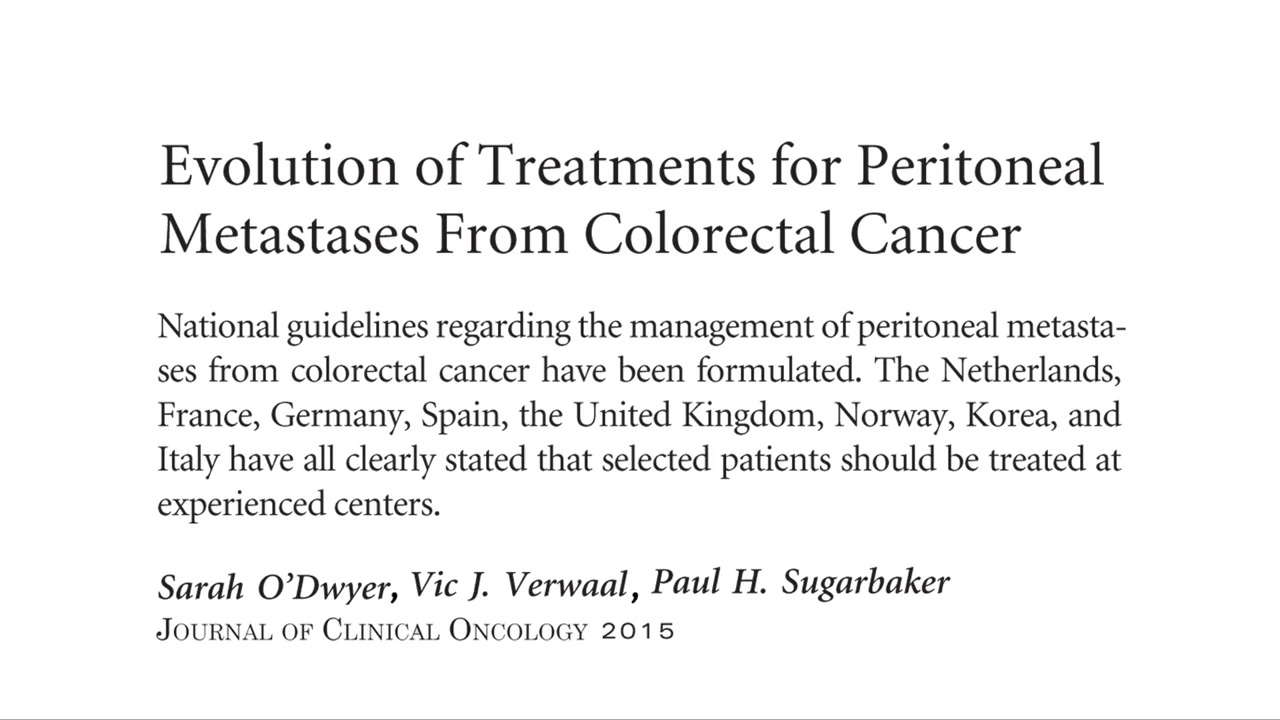 Evolution of Treatments for Peritoneal
Metastases From Colorectal Cancer
National guidelines regarding the management of peritoneal metasta-
ses from colorectal cancer have been formulated. The Netherlands,
France, Germany, Spain, the United Kingdom, Norway, Korea, and
Italy have all clearly stated that selected patients should be treated at
experienced centers.
Sarah O’Dwyer, Vic J. Verwaal, Paul H. Sugarbaker
JOURNAL OF CLINICAL ONCOLOGY 2015